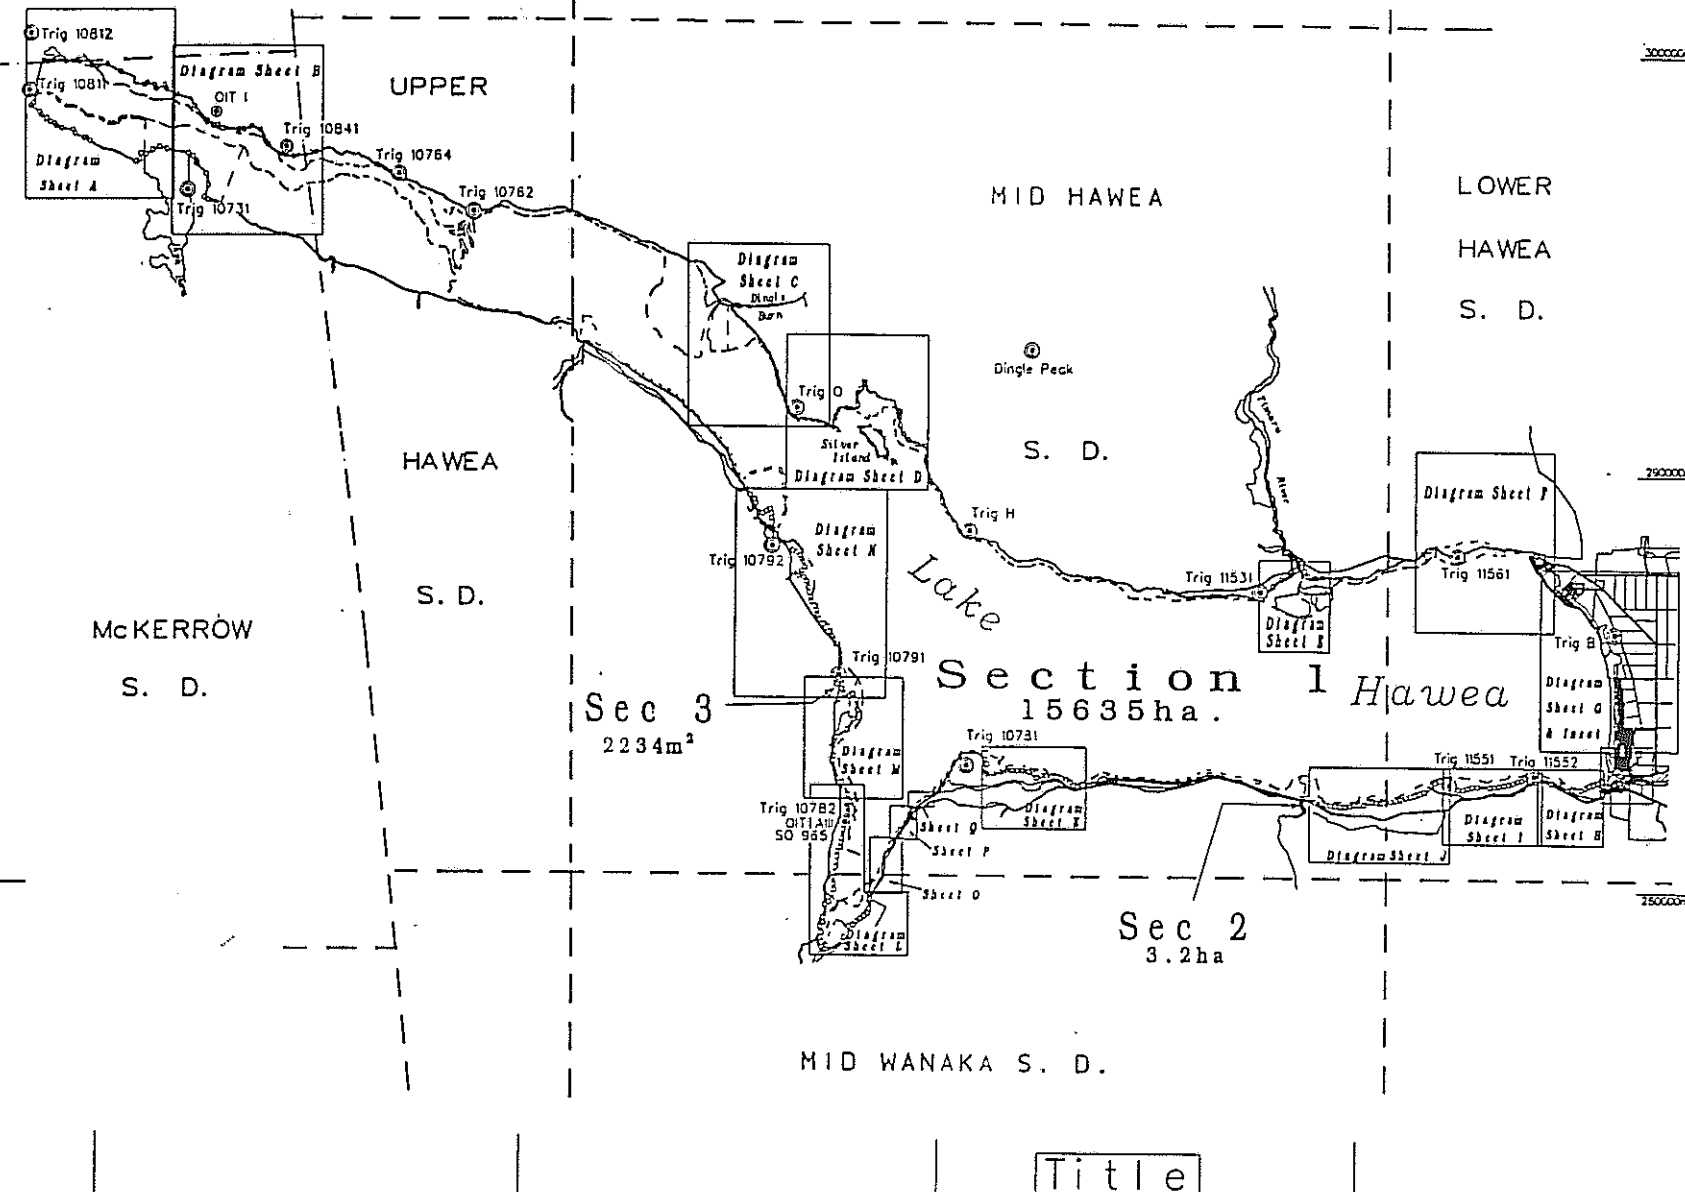 Trig 10812
Diagram Sheet B
UPPER
Trig 10811
OIT I
Trig 10841
Trig 10764
Diagram
Sheet A
Trig 10731
Trig 10762
MID HAWEA
LOWER
HAWEA
S. D.
Diagram
Sheet C
Dingle
Burn
Dingle Peak
Trig O
Silver
Island
Diagram Sheet D
S. D.
Timaru
River
HAWEA
S. D.
Diagram
Sheet N
Trig 10792
Trig H
Lake
Trig 11531
Diagram
Sheet E
Diagram Sheet F
Trig 11561
Trig B
Diagram
Sheet G
& Inset
McKERROW
S. D.
Trig 10791
Section 1
15635ha.
Hawea
Sec 3
2234m²
Diagram
Sheet M
Trig 10781
Diagram
Sheet K
Trig 11551
Trig 11552
Trig 10782
SO 965
Sheet Q
Sheet P
Sheet O
Diagram
Sheet L
Diagram Sheet J
Diagram
Sheet I
Diagram
Sheet H
Sec 2
3.2ha
MID WANAKA S. D.
Title